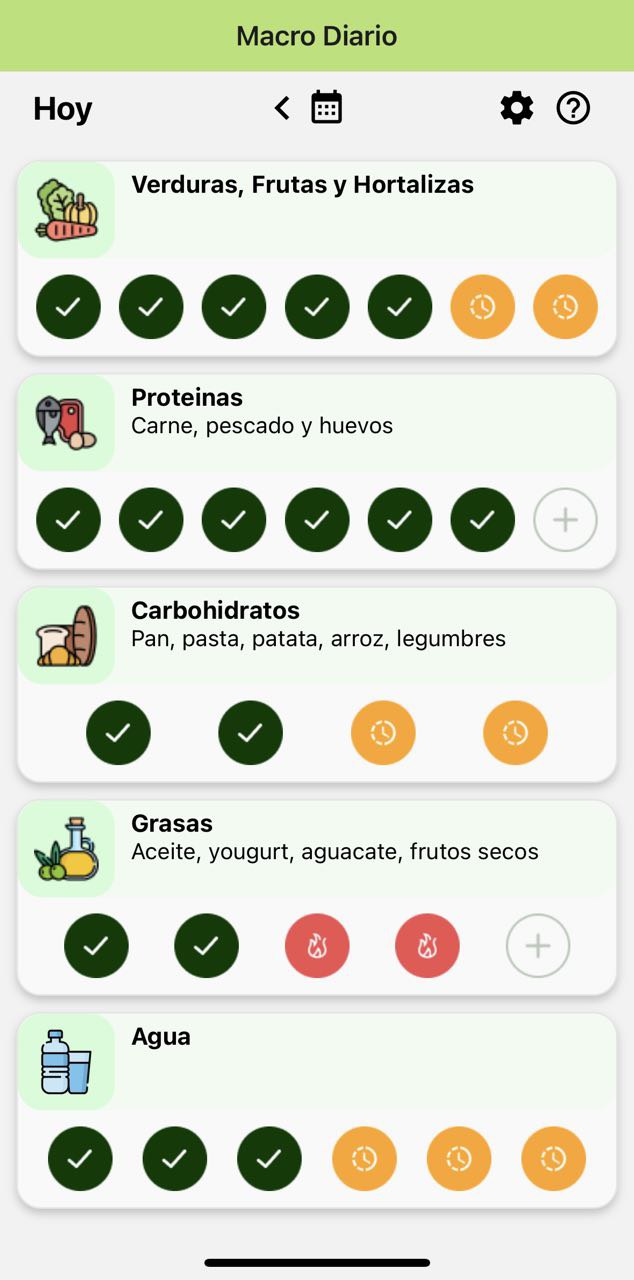 Macro Diario
Hoy
Verduras, Frutas y Hortalizas
Proteinas
Carne, pescado y huevos
Carbohidratos
Pan, pasta, patata, arroz, legumbres
Grasas
Aceite, yougurt, aguacate, frutos secos
Agua